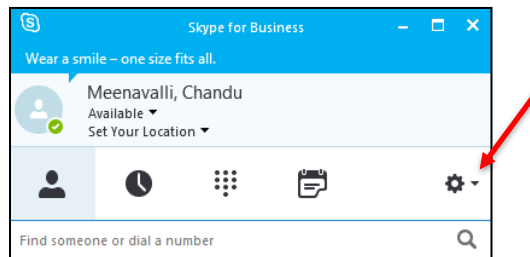 Skype for Business
Wear a smile – one size fits all.
Meenavalli, Chandu
Available
Set Your Location
Find someone or dial a number